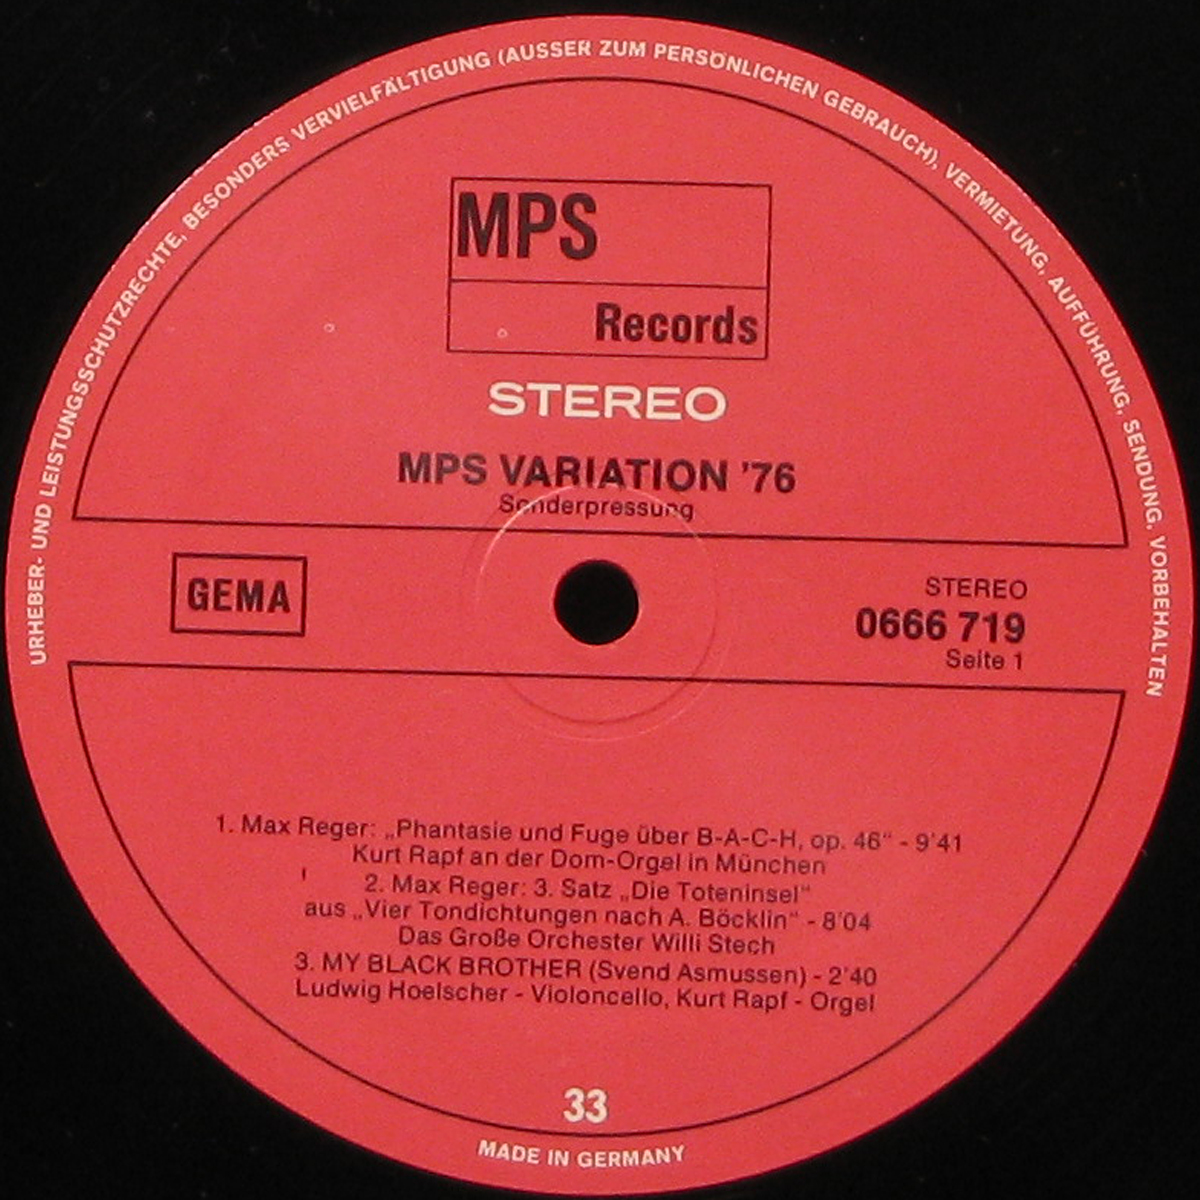 URHEBER- UND LEISTUNGSSCHUTZRECHTE, BESONDERS VERVIELFÄLTIGUNG (AUSSER ZUM PERSÖNLICHEN GEBRAUCH), VERMIETUNG, AUFFÜHRUNG, SENDUNG, VORBEHALTEN
MPS
Records
STEREO
MPS VARIATION '76
Sonderpressung
GEMA
STEREO
0666 719
Seite 1
1. Max Reger: „Phantasie und Fuge über B-A-C-H, op. 46“ - 9'41
Kurt Rapf an der Dom-Orgel in München
2. Max Reger: 3. Satz „Die Toteninsel“
aus „Vier Tondichtungen nach A. Böcklin“ - 8'04
Das Große Orchester Willi Stech
3. MY BLACK BROTHER (Svend Asmussen) - 2'40
Ludwig Hoelscher - Violoncello, Kurt Rapf - Orgel
33
MADE IN GERMANY